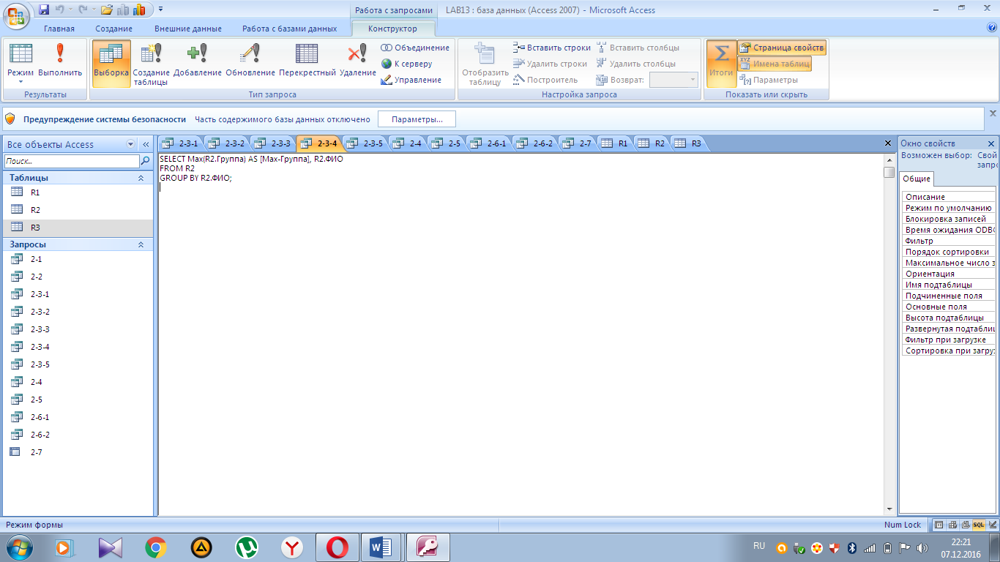 Работа с запросами
LAB13 : база данных (Access 2007) - Microsoft Access
Главная
Создание
Внешние данные
Работа с базами данных
Конструктор
Режим
Выполнить
Результаты
Выборка
Создание
таблицы
Добавление
Обновление
Перекрестный
Удаление
Объединение
К серверу
Управление
Тип запроса
Отобразить
таблицу
Вставить строки
Удалить строки
Построитель
Вставить столбцы
Удалить столбцы
Возврат:
Настройка запроса
Итоги
Страница свойств
Имена таблиц
Параметры
Показать или скрыть
Предупреждение системы безопасности
Часть содержимого базы данных отключено
Параметры...
Все объекты Access
Поиск...
Таблицы
R1
R2
R3
Запросы
2-1
2-2
2-3-1
2-3-2
2-3-3
2-3-4
2-3-5
2-4
2-5
2-6-1
2-6-2
2-7
2-3-1
2-3-2
2-3-3
2-3-4
2-3-5
2-4
2-5
2-6-1
2-6-2
2-7
R1
R2
R3
SELECT Max(R2.Группа) AS [Max-Группа], R2.ФИО
FROM R2
GROUP BY R2.ФИО;
Окно свойств
Возможен выбор: Свой
запро
Общие
Описание
Режим по умолчанию
Блокировка записей
Время ожидания ODBC
Фильтр
Порядок сортировки
Максимальное число з
Ориентация
Имя подтаблицы
Подчиненные поля
Основные поля
Высота подтаблицы
Развернутая подтаблиц
Фильтр при загрузке
Сортировка при загруз
Режим формы
Num Lock
SQL
RU
22:21
07.12.2016